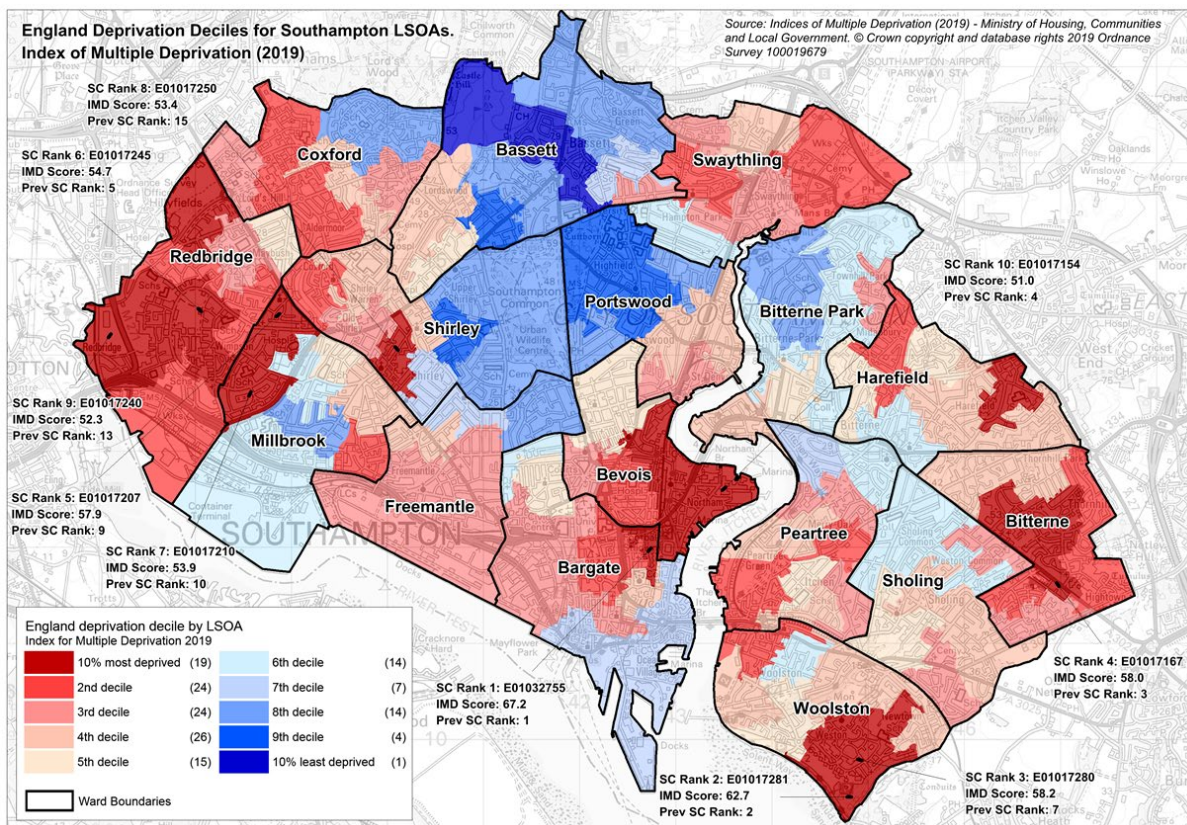 England Deprivation Deciles for Southampton LSOAs.
Index of Multiple Deprivation (2019)
Source: Indices of Multiple Deprivation (2019) - Ministry of Housing, Communities
and Local Government. © Crown copyright and database rights 2019 Ordnance
Survey 100019679
SC Rank 8: E01017250
IMD Score: 53.4
Prev SC Rank: 15
SC Rank 6: E01017245
IMD Score: 54.7
Prev SC Rank: 5
Coxford
Bassett
Swaythling
Redbridge
SC Rank 10: E01017154
IMD Score: 51.0
Prev SC Rank: 4
Portswood
Shirley
Bitterne Park
Harefield
SC Rank 9: E01017240
IMD Score: 52.3
Prev SC Rank: 13
Millbrook
Bevois
Freemantle
SOUTHAMPTON
Bitterne
Peartree
SC Rank 5: E01017207
IMD Score: 57.9
Prev SC Rank: 9
SC Rank 7: E01017210
IMD Score: 53.9
Prev SC Rank: 10
Bargate
Sholing
England deprivation decile by LSOA
Index for Multiple Deprivation 2019
10% most deprived (19)
2nd decile (24)
3rd decile (24)
4th decile (26)
5th decile (15)
6th decile (14)
7th decile (7)
8th decile (14)
9th decile (4)
10% least deprived (1)
Ward Boundaries
SC Rank 1: E01032755
IMD Score: 67.2
Prev SC Rank: 1
SC Rank 4: E01017167
IMD Score: 58.0
Prev SC Rank: 3
Woolston
SC Rank 2: E01017281
IMD Score: 62.7
Prev SC Rank: 2
SC Rank 3: E01017280
IMD Score: 58.2
Prev SC Rank: 7